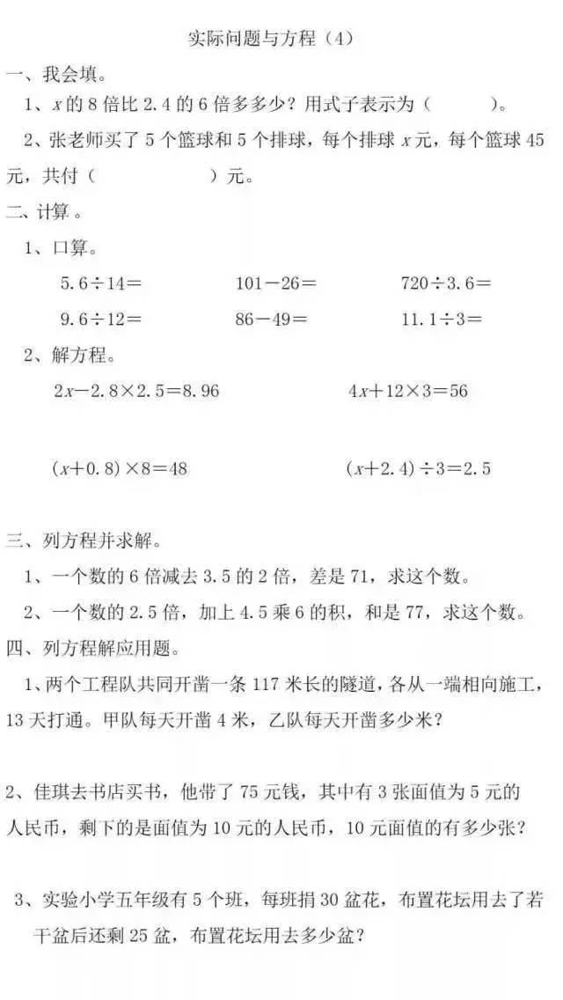 实际问题与方程（4）
一、我会填。
1、x 的 8 倍比 2.4 的 6 倍多多少？用式子表示为（　　）。
2、张老师买了 5 个篮球和 5 个排球，每个排球 x 元，每个篮球 45
元，共付（　　）元。
二、计算 。
1、口算。
5.6÷14＝　101－26＝　720÷3.6＝
9.6÷12＝　86－49＝　11.1÷3＝
2、解方程。
2x－2.8×2.5＝8.96　4x＋12×3＝56
(x＋0.8)×8＝48　(x＋2.4)÷3＝2.5
三、列方程并求解。
1、一个数的 6 倍减去 3.5 的 2 倍，差是 71，求这个数。
2、一个数的 2.5 倍，加上 4.5 乘 6 的积，和是 77，求这个数。
四、列方程解应用题。
1、两个工程队共同开凿一条 117 米长的隧道，各从一端相向施工，
13 天打通。甲队每天开凿 4 米，乙队每天开凿多少米？
2、佳琪去书店买书，他带了 75 元钱，其中有 3 张面值为 5 元的
人民币，剩下的是面值为 10 元的人民币，10 元面值的有多少张？
3、实验小学五年级有 5 个班，每班捐 30 盆花，布置花坛用去了若
干盆后还剩 25 盆，布置花坛用去多少盆？